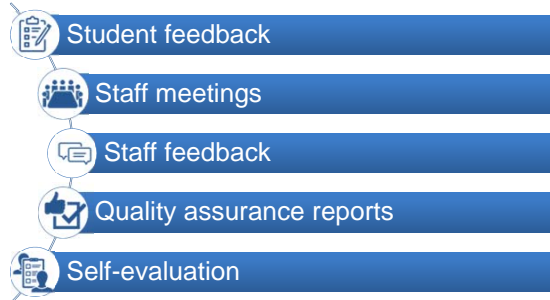 Student feedback
Staff meetings
Staff feedback
Quality assurance reports
Self-evaluation